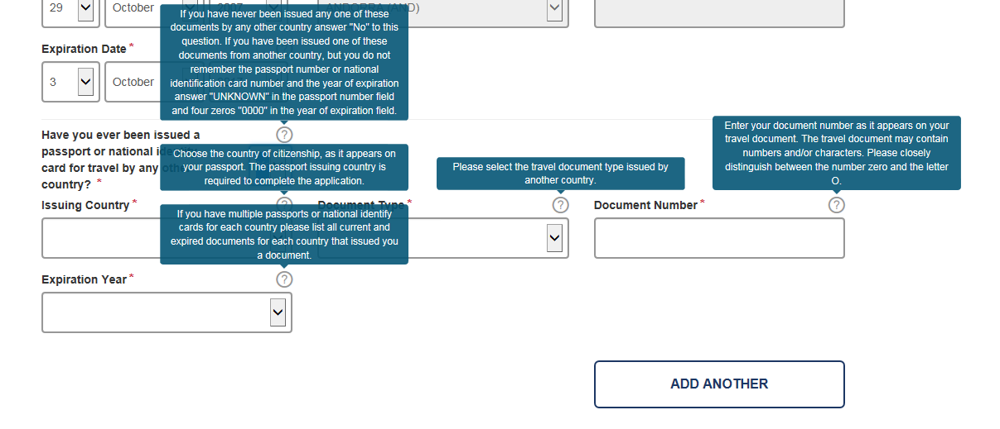 29
October
2007
ANDORRA (AND)
If you have never been issued any one of these
documents by any other country answer "No" to this
question. If you have been issued one of these
documents from another country, but you do not
remember the passport number or national
identification card number and the year of expiration
answer "UNKNOWN" in the passport number field
and four zeros "0000" in the year of expiration field.
Expiration Date *
3
October
Have you ever been issued a
passport or national identity
card for travel by any other
country? *
?
Choose the country of citizenship, as it appears on
your passport. The passport issuing country is
required to complete the application.
Please select the travel document type issued by
another country.
Enter your document number as it appears on your
travel document. The travel document may contain
numbers and/or characters. Please closely
distinguish between the number zero and the letter
O.
Issuing Country *
?
Document Type *
?
Document Number *
?
If you have multiple passports or national identify
cards for each country please list all current and
expired documents for each country that issued you
a document.
Expiration Year *
?
ADD ANOTHER